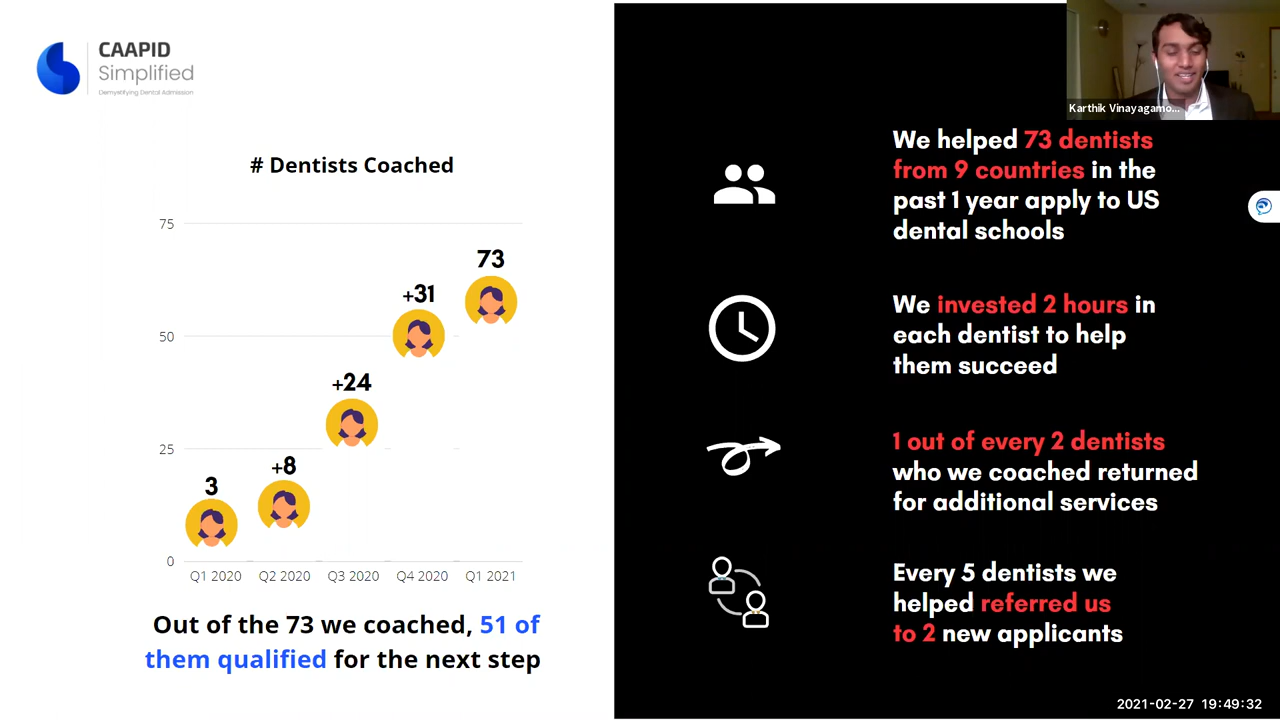 CAAPID
Simplified
Demystifying Dental Admission
# Dentists Coached
75
50
25
0
3
+8
+24
+31
73
Q1 2020
Q2 2020
Q3 2020
Q4 2020
Q1 2021
Out of the 73 we coached, 51 of
them qualified for the next step
Karthik Vinayagamo...
We helped 73 dentists
from 9 countries in the
past 1 year apply to US
dental schools
We invested 2 hours in
each dentist to help
them succeed
1 out of every 2 dentists
who we coached returned
for additional services
Every 5 dentists we
helped referred us
to 2 new applicants
2021-02-27 19:49:32